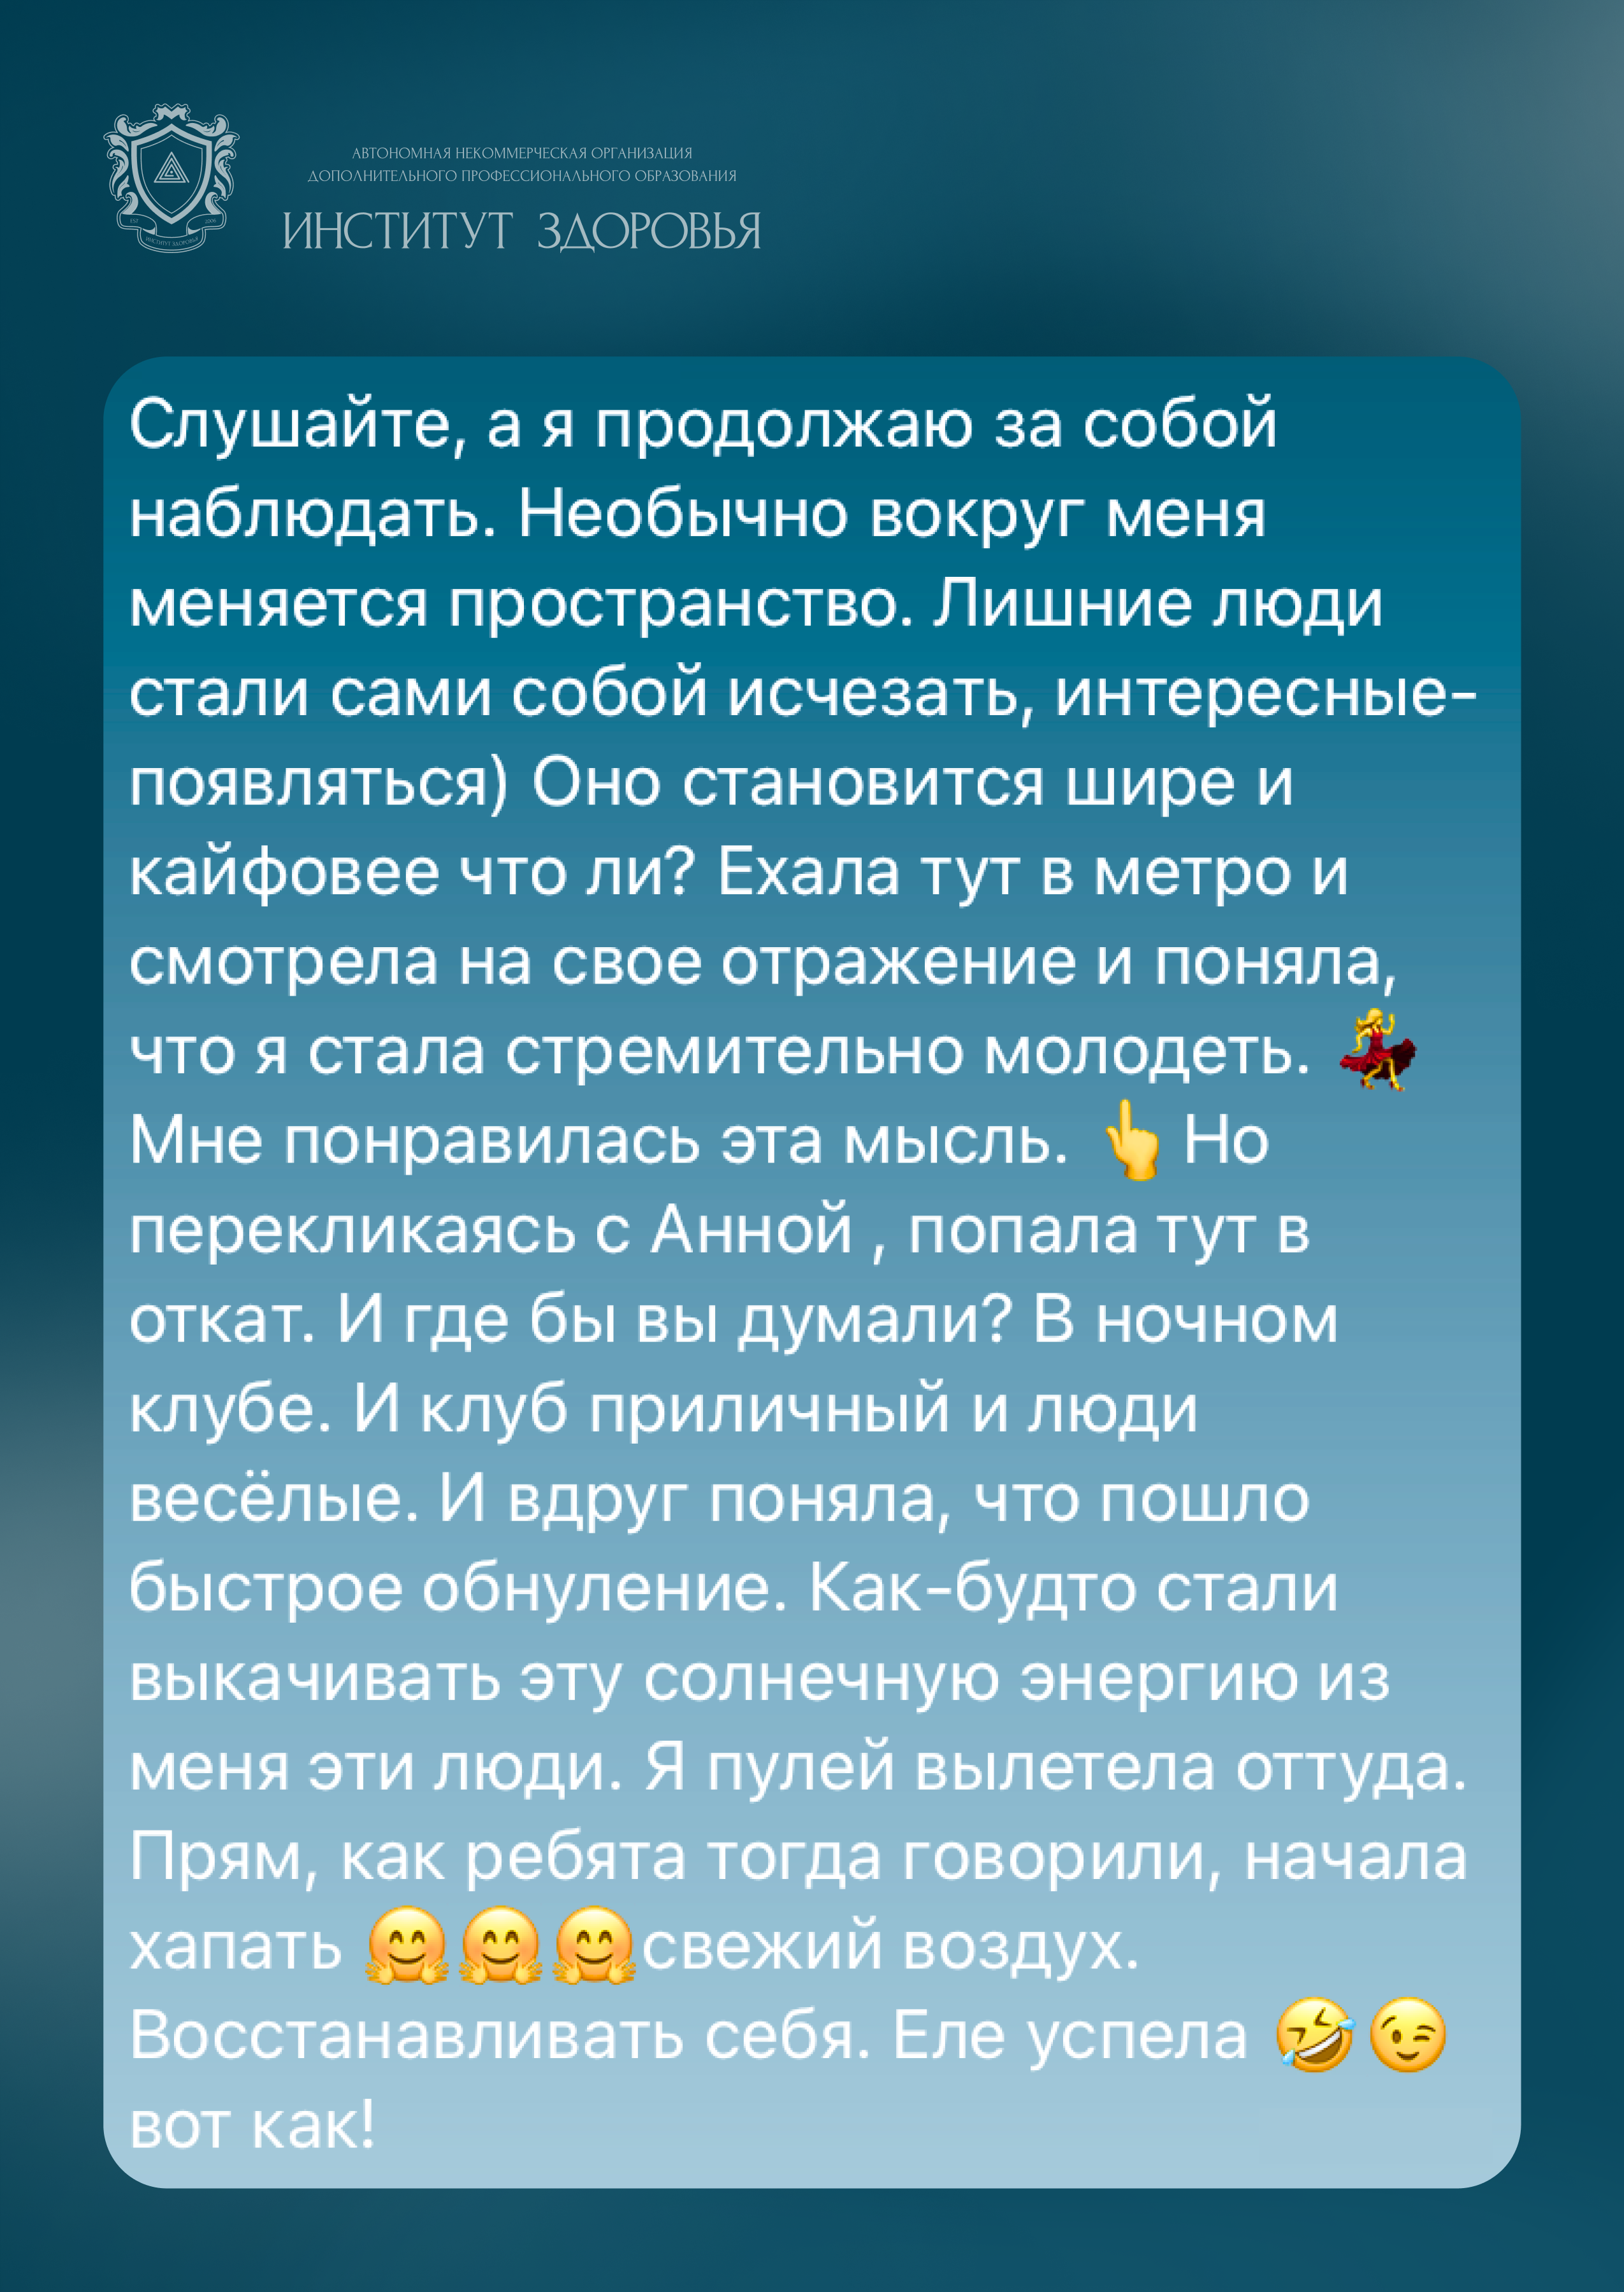 АВТОНОМНАЯ НЕКОММЕРЧЕСКАЯ ОРГАНИЗАЦИЯ
ДОПОЛНИТЕЛЬНОГО ПРОФЕССИОНАЛЬНОГО ОБРАЗОВАНИЯ
ИНСТИТУТ ЗДОРОВЬЯ
EST 2006
ИНСТИТУТ ЗДОРОВЬЯ
Слушайте, а я продолжаю за собой
наблюдать. Необычно вокруг меня
меняется пространство. Лишние люди
стали сами собой исчезать, интересные-
появляться) Оно становится шире и
кайфовее что ли? Ехала тут в метро и
смотрела на свое отражение и поняла,
что я стала стремительно молодеть. 💃
Мне понравилась эта мысль. 👆 Но
перекликаясь с Анной , попала тут в
откат. И где бы вы думали? В ночном
клубе. И клуб приличный и люди
весёлые. И вдруг поняла, что пошло
быстрое обнуление. Как-будто стали
выкачивать эту солнечную энергию из
меня эти люди. Я пулей вылетела оттуда.
Прям, как ребята тогда говорили, начала
хапать 🤗🤗🤗свежий воздух.
Восстанавливать себя. Еле успела 🤣😉
вот как!